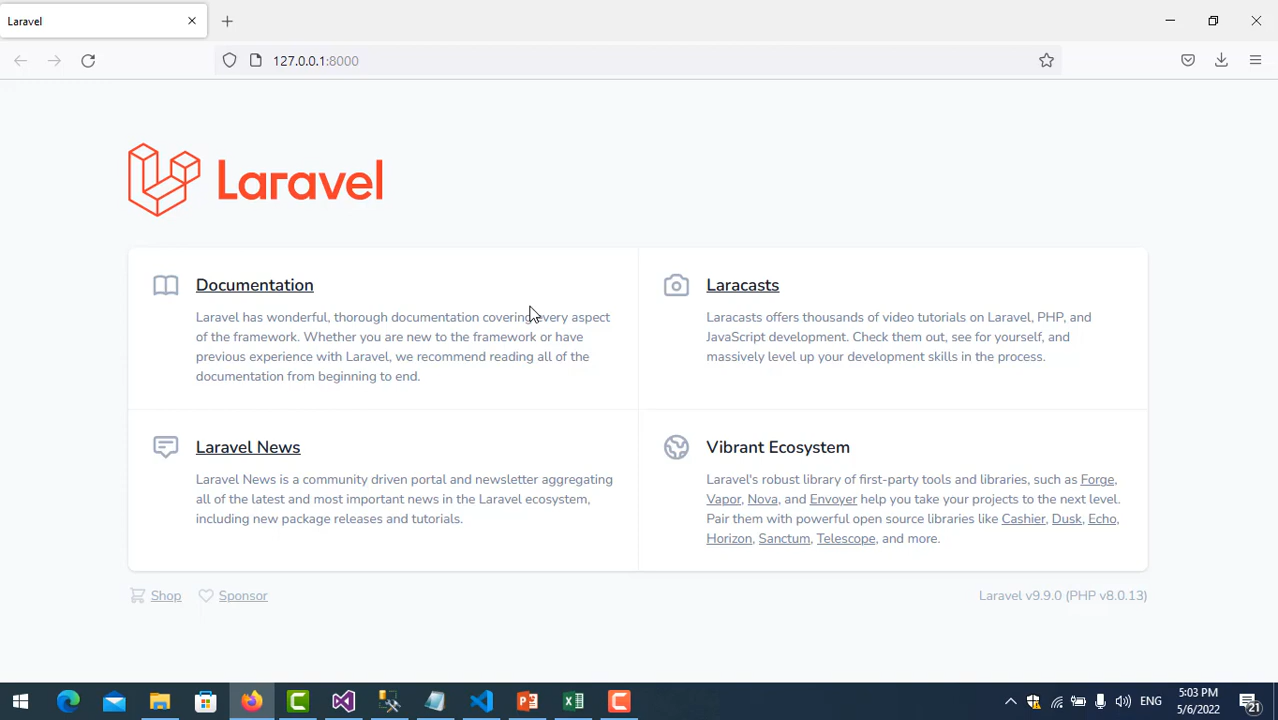 Laravel
127.0.0.1:8000
Laravel
Documentation
Laravel has wonderful, thorough documentation covering every aspect
of the framework. Whether you are new to the framework or have
previous experience with Laravel, we recommend reading all of the
documentation from beginning to end.
Laracasts
Laracasts offers thousands of video tutorials on Laravel, PHP, and
JavaScript development. Check them out, see for yourself, and
massively level up your development skills in the process.
Laravel News
Laravel News is a community driven portal and newsletter aggregating
all of the latest and most important news in the Laravel ecosystem,
including new package releases and tutorials.
Vibrant Ecosystem
Laravel's robust library of first-party tools and libraries, such as Forge,
Vapor, Nova, and Envoyer help you take your projects to the next level.
Pair them with powerful open source libraries like Cashier, Dusk, Echo,
Horizon, Sanctum, Telescope, and more.
Shop Sponsor
Laravel v9.9.0 (PHP v8.0.13)
ENG
5:03 PM
5/6/2022
21